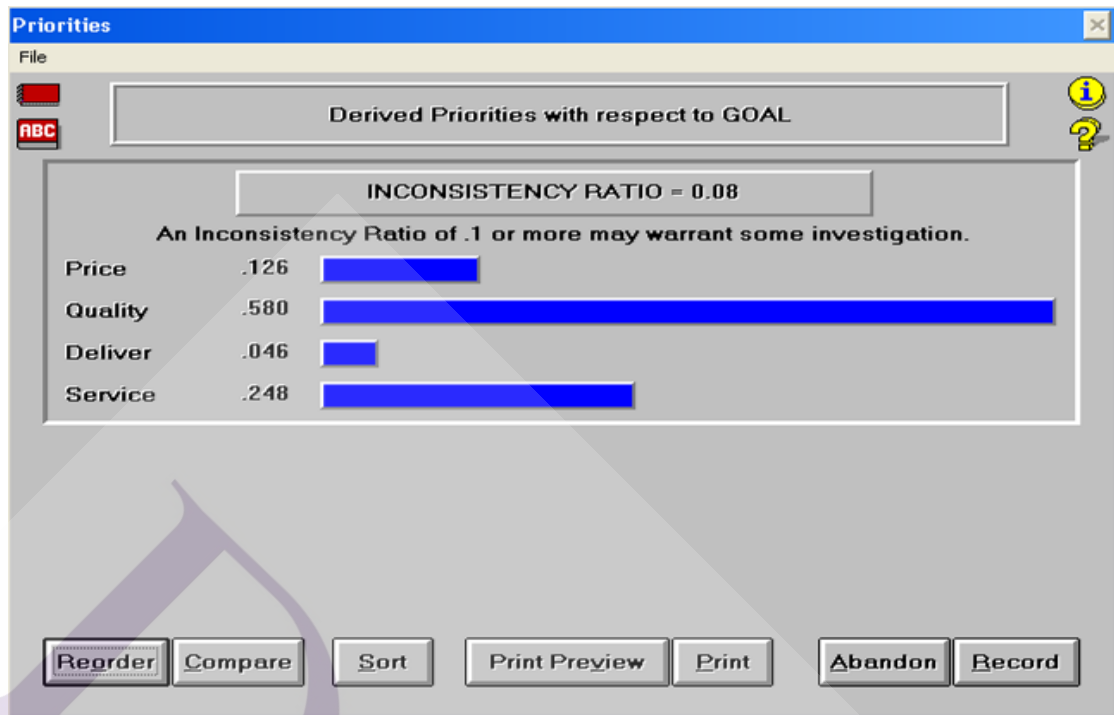 Priorities
File
ABC
Derived Priorities with respect to GOAL
i
?
INCONSISTENCY RATIO = 0.08
An Inconsistency Ratio of .1 or more may warrant some investigation.
Price .126
Quality .580
Deliver .046
Service .248
Reorder Compare Sort Print Preview Print Abandon Record